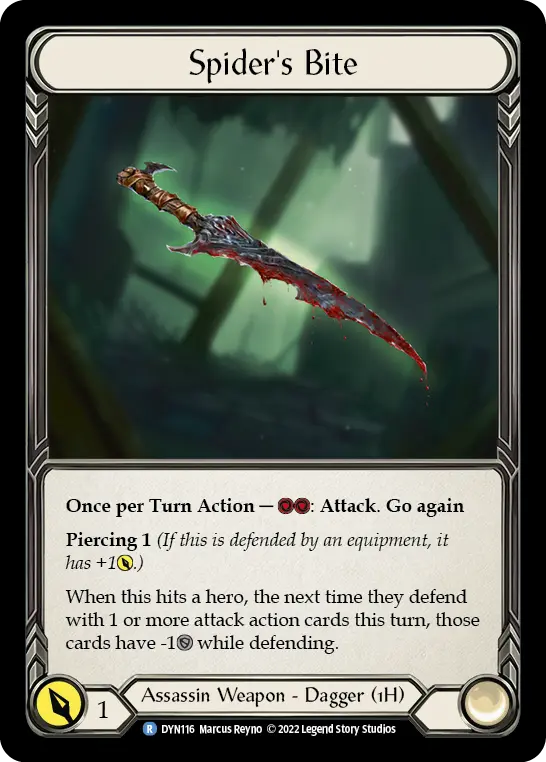 Spider's Bite
Once per Turn Action — : Attack. Go again
Piercing 1 (If this is defended by an equipment, it
has +1.)
When this hits a hero, the next time they defend
with 1 or more attack action cards this turn, those
cards have -1 while defending.
1
Assassin Weapon - Dagger (1H)
R DYN116 Marcus Reyno © 2022 Legend Story Studios